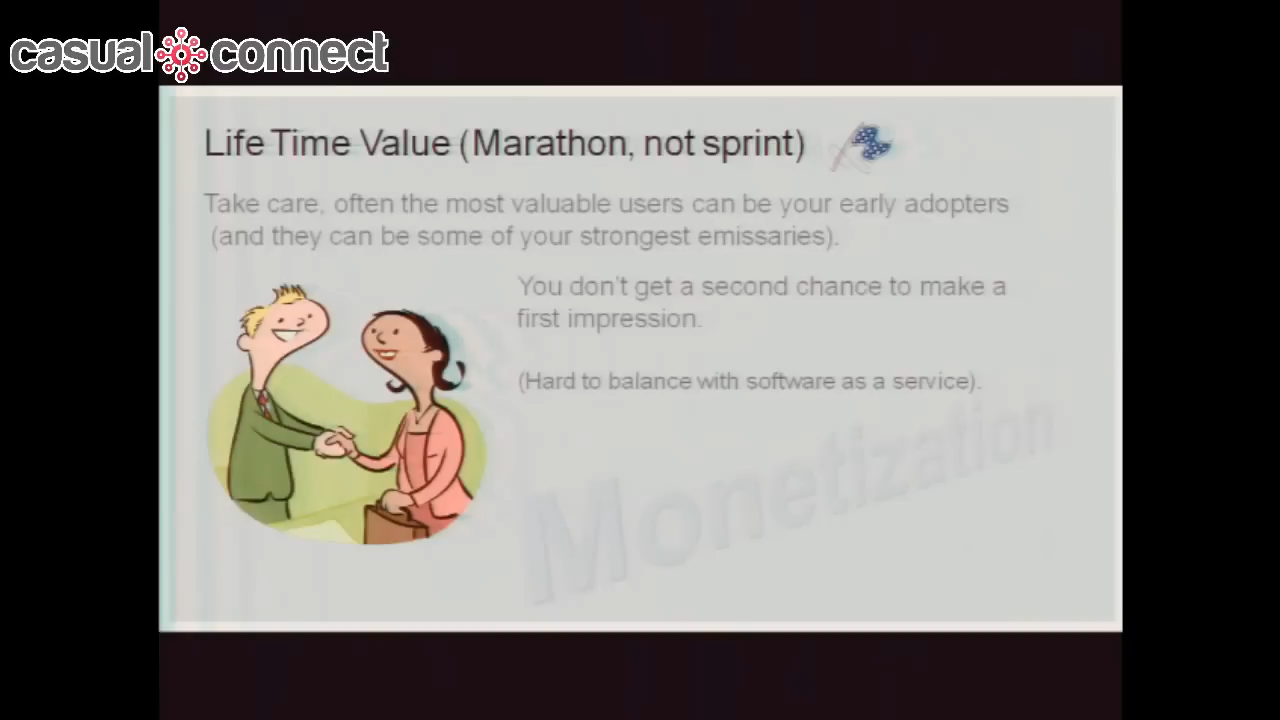 casual connect
Life Time Value (Marathon, not sprint)
Take care, often the most valuable users can be your early adopters
(and they can be some of your strongest emissaries).
You don't get a second chance to make a
first impression.
(Hard to balance with software as a service).
Monetization